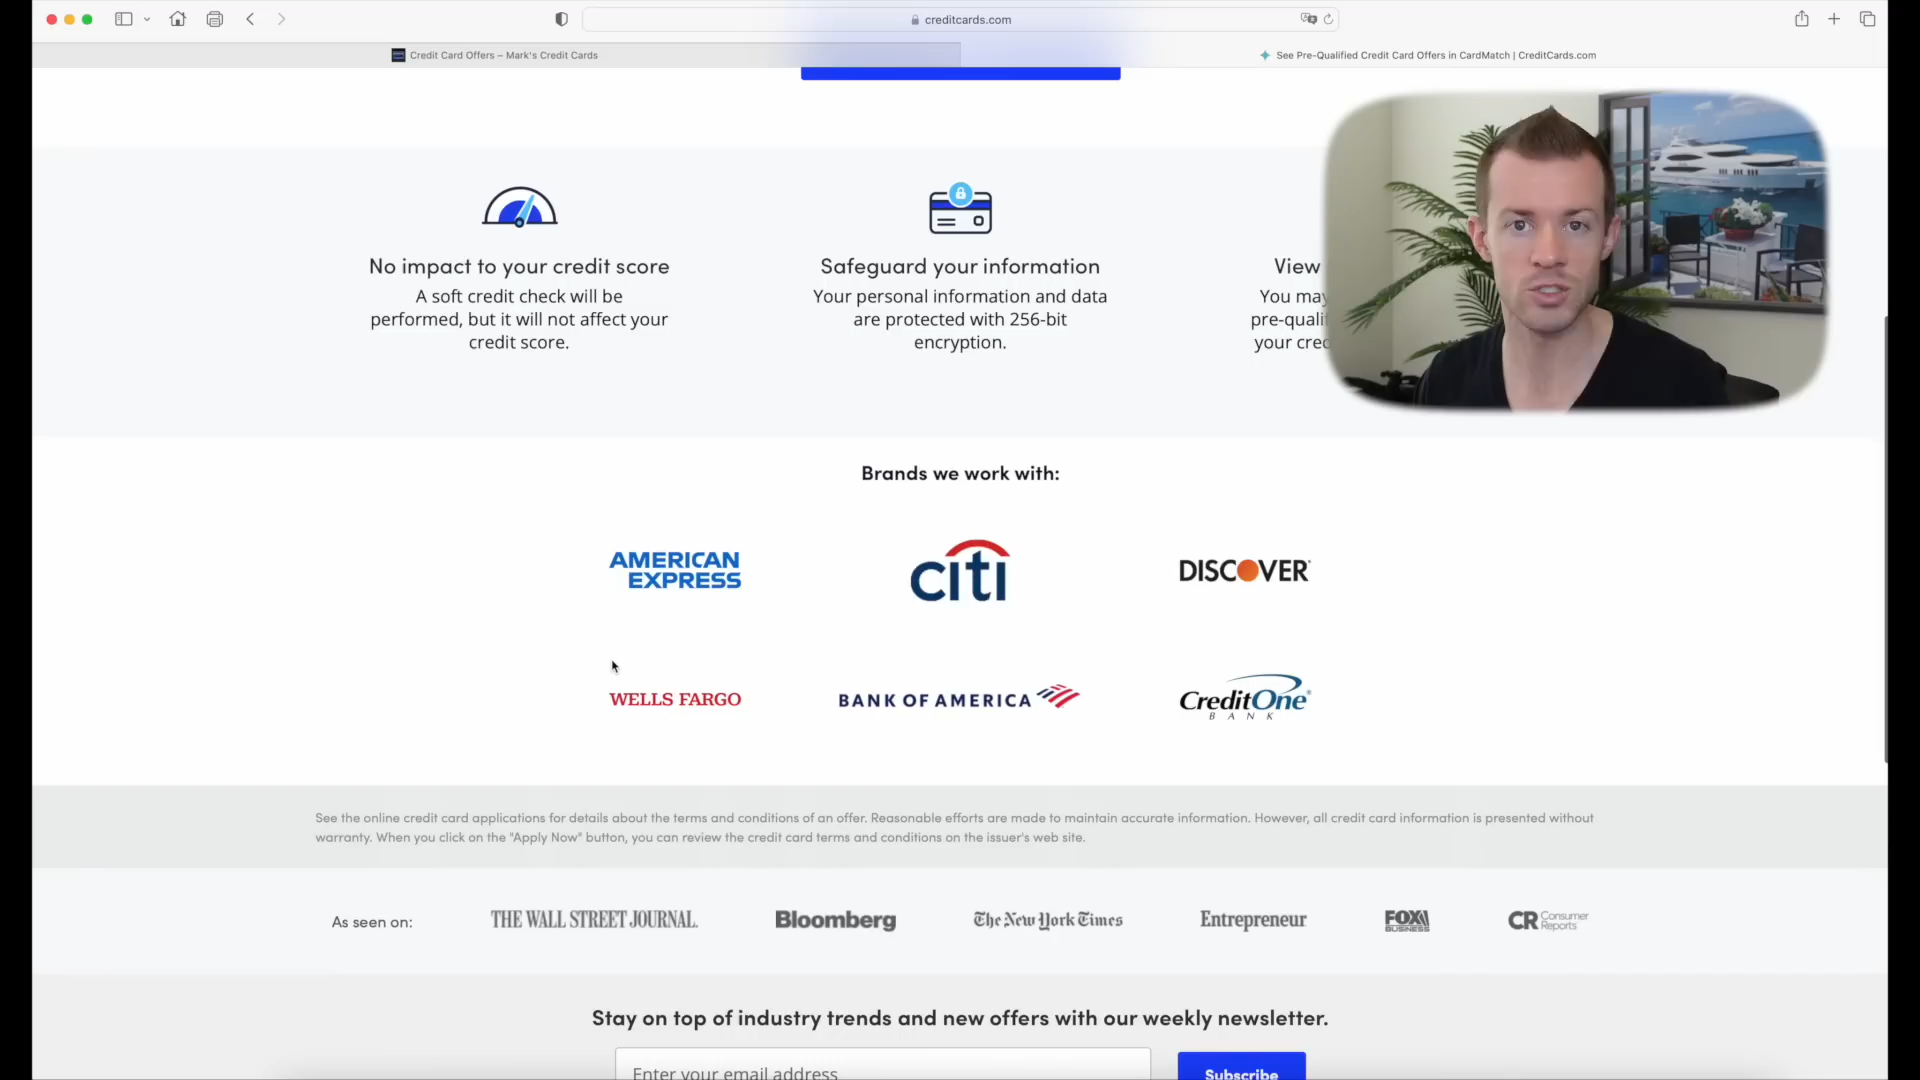 creditcards.com
Credit Card Offers – Mark's Credit Cards
See Pre-Qualified Credit Card Offers in CardMatch | CreditCards.com
No impact to your credit score
A soft credit check will be
performed, but it will not affect your
credit score.
Safeguard your information
Your personal information and data
are protected with 256-bit
encryption.
View
You may
pre-quali
your cred
Brands we work with:
AMERICAN
EXPRESS
citi
DISCOVER
WELLS FARGO
BANK OF AMERICA
CreditOne
BANK
See the online credit card applications for details about the terms and conditions of an offer. Reasonable efforts are made to maintain accurate information. However, all credit card information is presented without
warranty. When you click on the "Apply Now" button, you can review the credit card terms and conditions on the issuer's web site.
As seen on:
THE WALL STREET JOURNAL.
Bloomberg
The New York Times
Entrepreneur
FOX
BUSINESS
CR Consumer
Reports
Stay on top of industry trends and new offers with our weekly newsletter.
Enter your email address
Subscribe